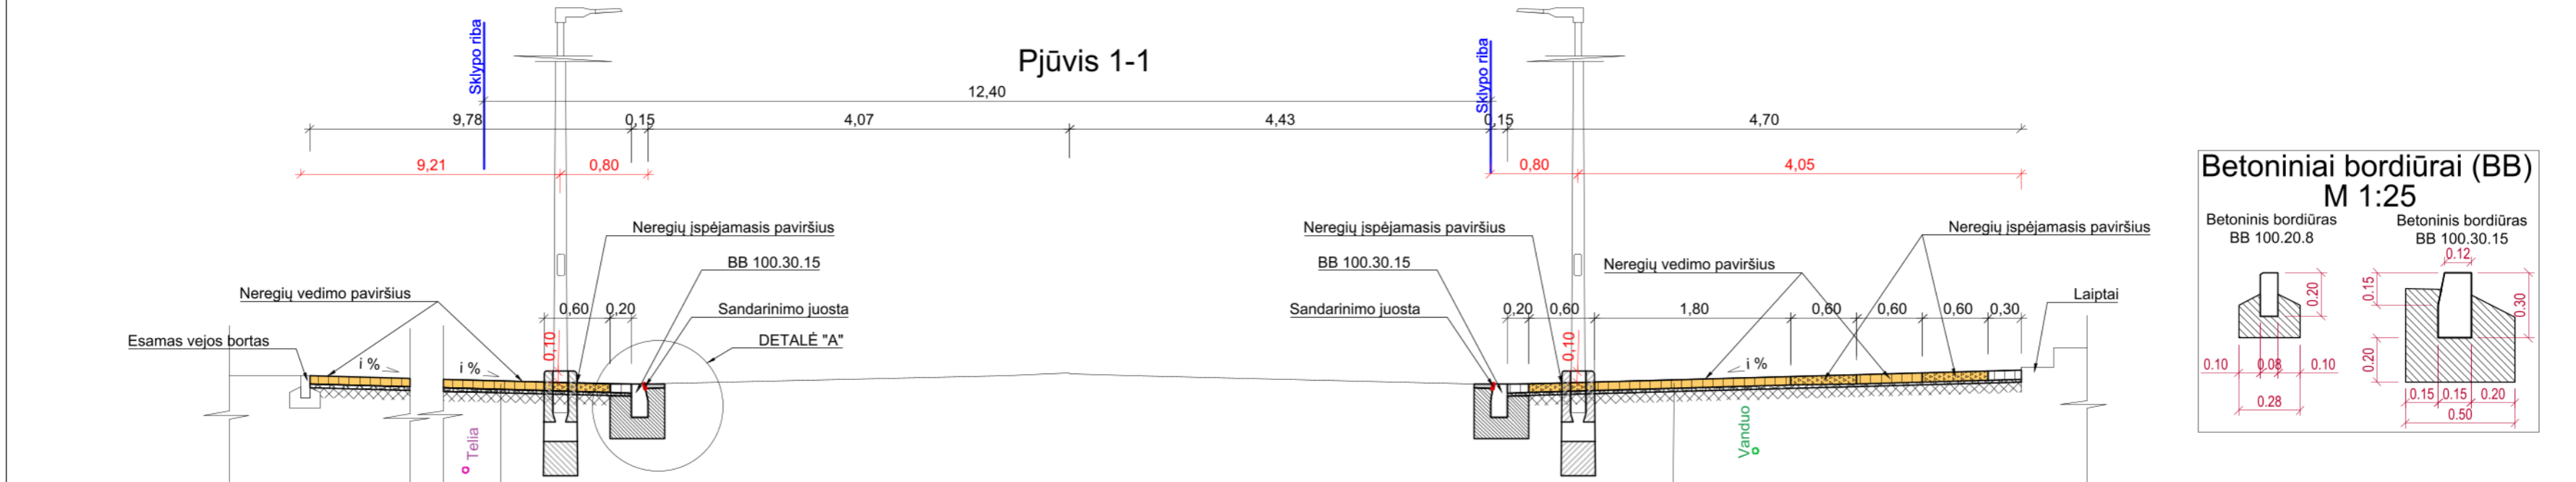 Pjūvis 1-1
Sklypo riba
Sklypo riba
12,40
9,78
0,15
4,07
4,43
0,15
4,70
9,21
0,80
0,80
4,05
Neregių įspėjamasis paviršius
BB 100.30.15
Neregių vedimo paviršius
0,60
0,20
Sandarinimo juosta
Esamas vejos bortas
0,10
DETALĖ "A"
i %
i %
Telia
Neregių įspėjamasis paviršius
BB 100.30.15
Sandarinimo juosta
Neregių įspėjamasis paviršius
Neregių vedimo paviršius
0,20
0,60
1,80
0,60
0,60
0,60
0,30
Laiptai
0,10
i %
Vanduo
Betoniniai bordiūrai (BB)
M 1:25
Betoninis bordiūras
BB 100.20.8
0.20
0.10
0.08
0.10
0.28
Betoninis bordiūras
BB 100.30.15
0.12
0.15
0.30
0.20
0.15
0.15
0.20
0.50